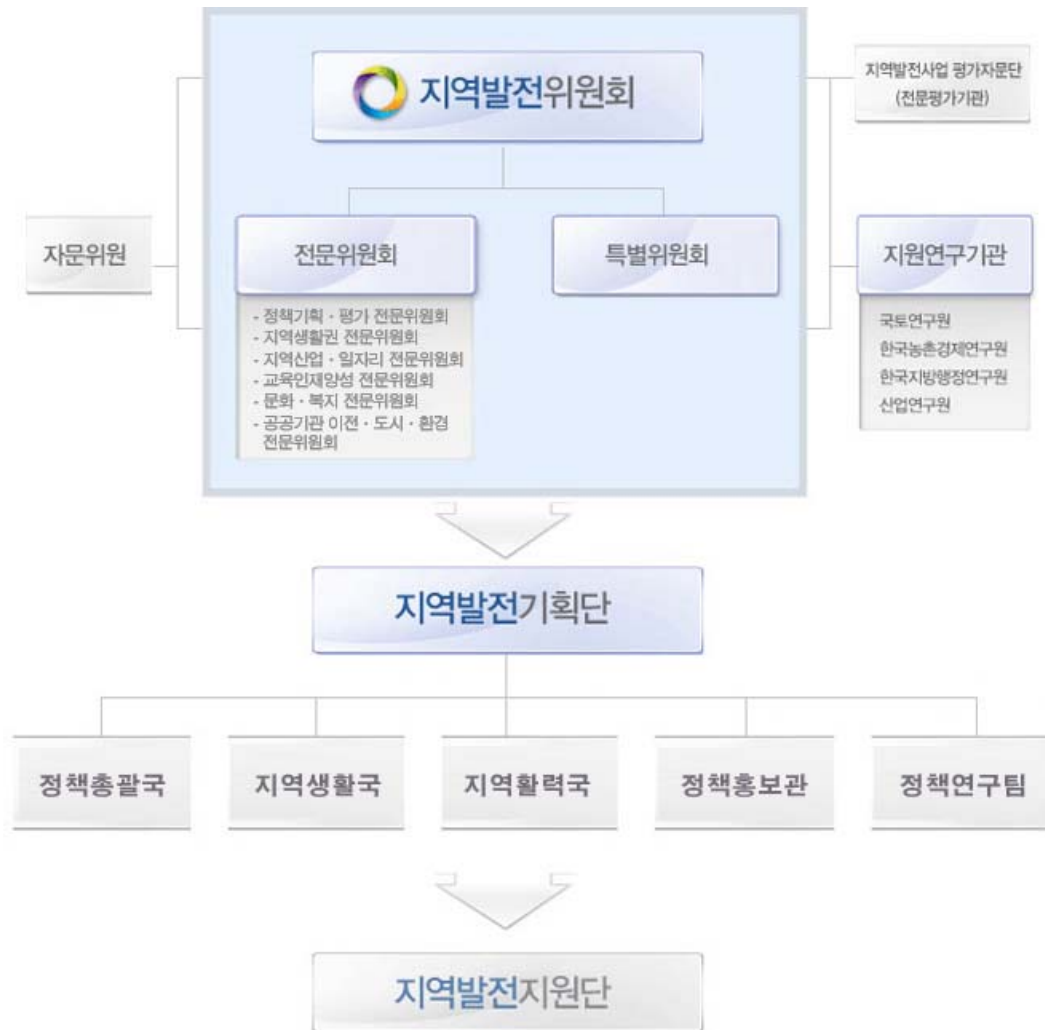 지역발전위원회
지역발전사업 평가자문단
(전문평가기관)
자문위원
전문위원회
특별위원회
지원연구기관
- 정책기획 · 평가 전문위원회
- 지역생활권 전문위원회
- 지역산업 · 일자리 전문위원회
- 교육인재양성 전문위원회
- 문화 · 복지 전문위원회
- 공공기관 이전 · 도시 · 환경
전문위원회
국토연구원
한국농촌경제연구원
한국지방행정연구원
산업연구원
지역발전기획단
정책총괄국
지역생활국
지역활력국
정책홍보관
정책연구팀
지역발전지원단